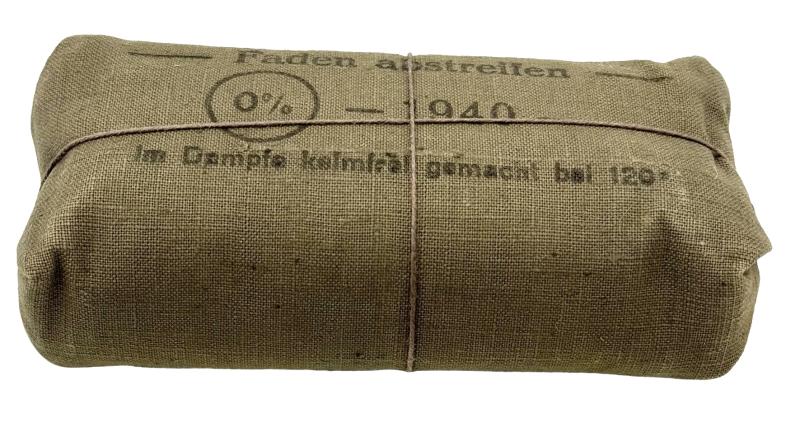 — Faden abstreifen —
0% — 1940 -
Im Dampfe keimfrei gemacht bei 120°